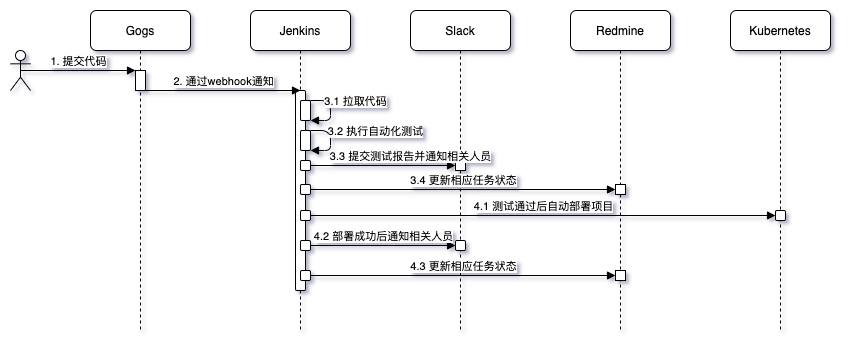 Gogs
Jenkins
Slack
Redmine
Kubernetes
1. 提交代码
2. 通过webhook通知
3.1 拉取代码
3.2 执行自动化测试
3.3 提交测试报告并通知相关人员
3.4 更新相应任务状态
4.1 测试通过后自动部署项目
4.2 部署成功后通知相关人员
4.3 更新相应任务状态